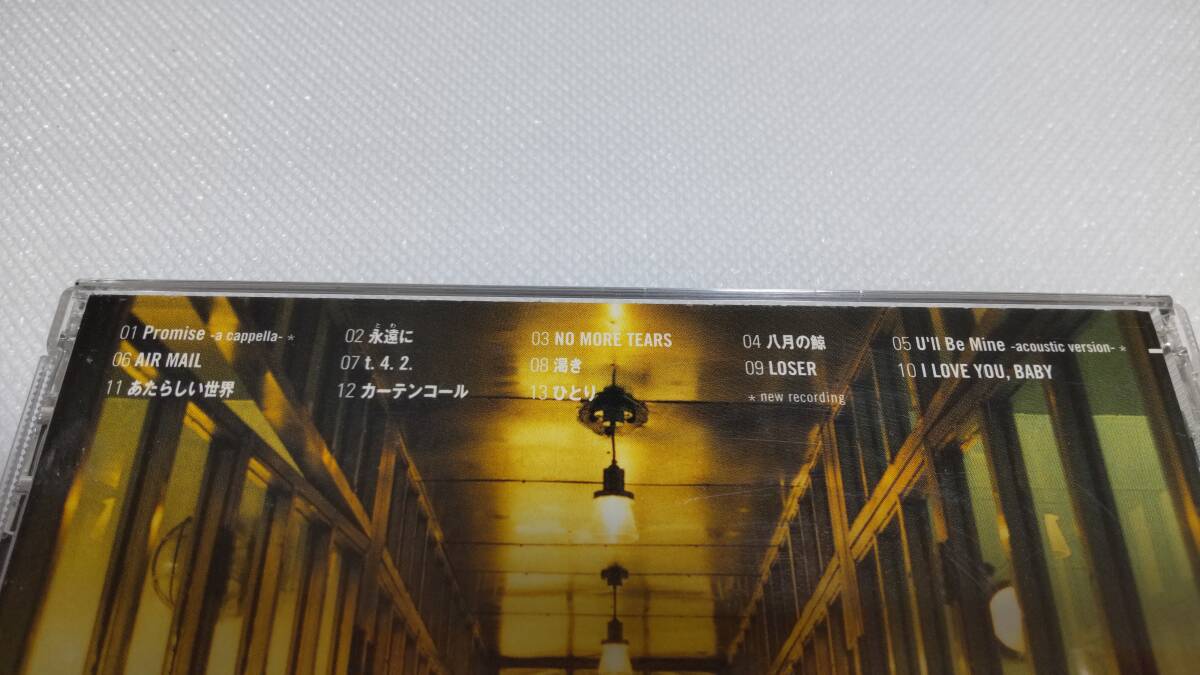 01 Promise -a cappella- * 02 永遠に 03 NO MORE TEARS 04 八月の鯨 05 U'll Be Mine -acoustic version- *
とわ
06 AIR MAIL 07 t. 4. 2. 08 渇き 09 LOSER 10 I LOVE YOU, BABY
11 あたらしい世界 12 カーテンコール 13 ひとり * new recording